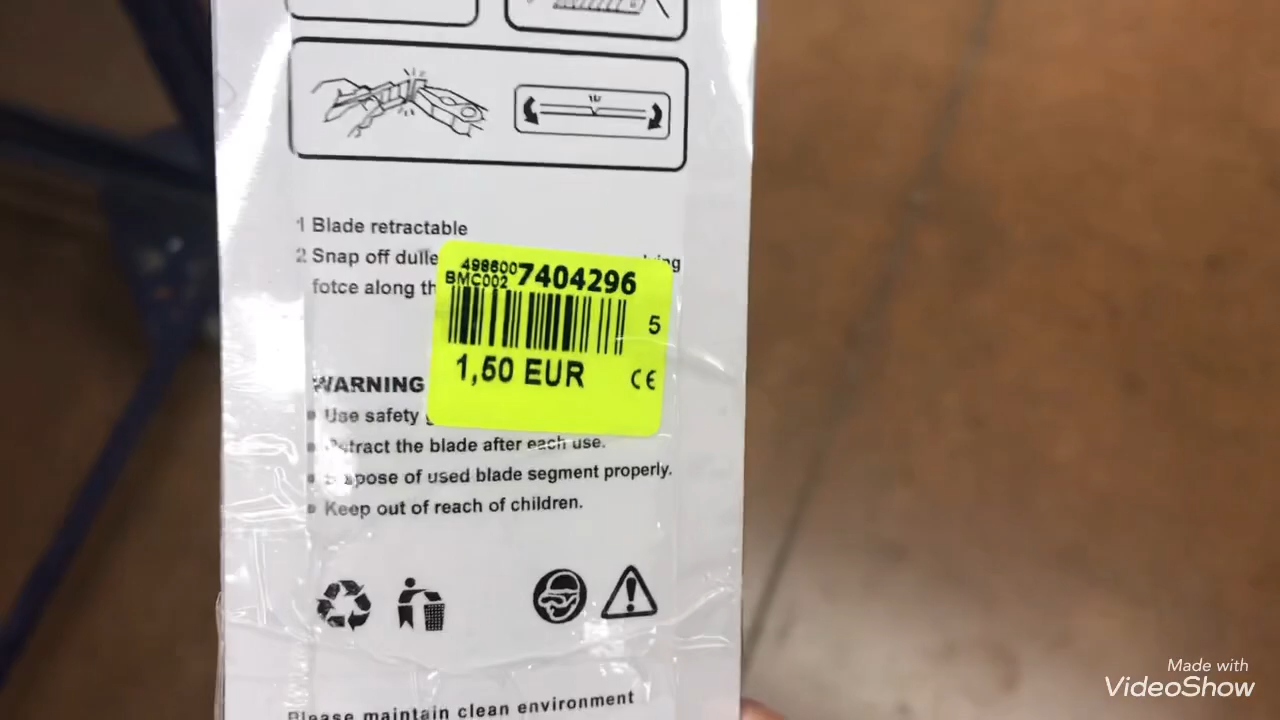 1 Blade retractable
2 Snap off dulle
fotce along th
498600 7404296
BMC002
5
1,50 EUR
CE
WARNING
Use safety
Retract the blade after each use.
Dispose of used blade segment properly.
Keep out of reach of children.
Please maintain clean environment
Made with
VideoShow